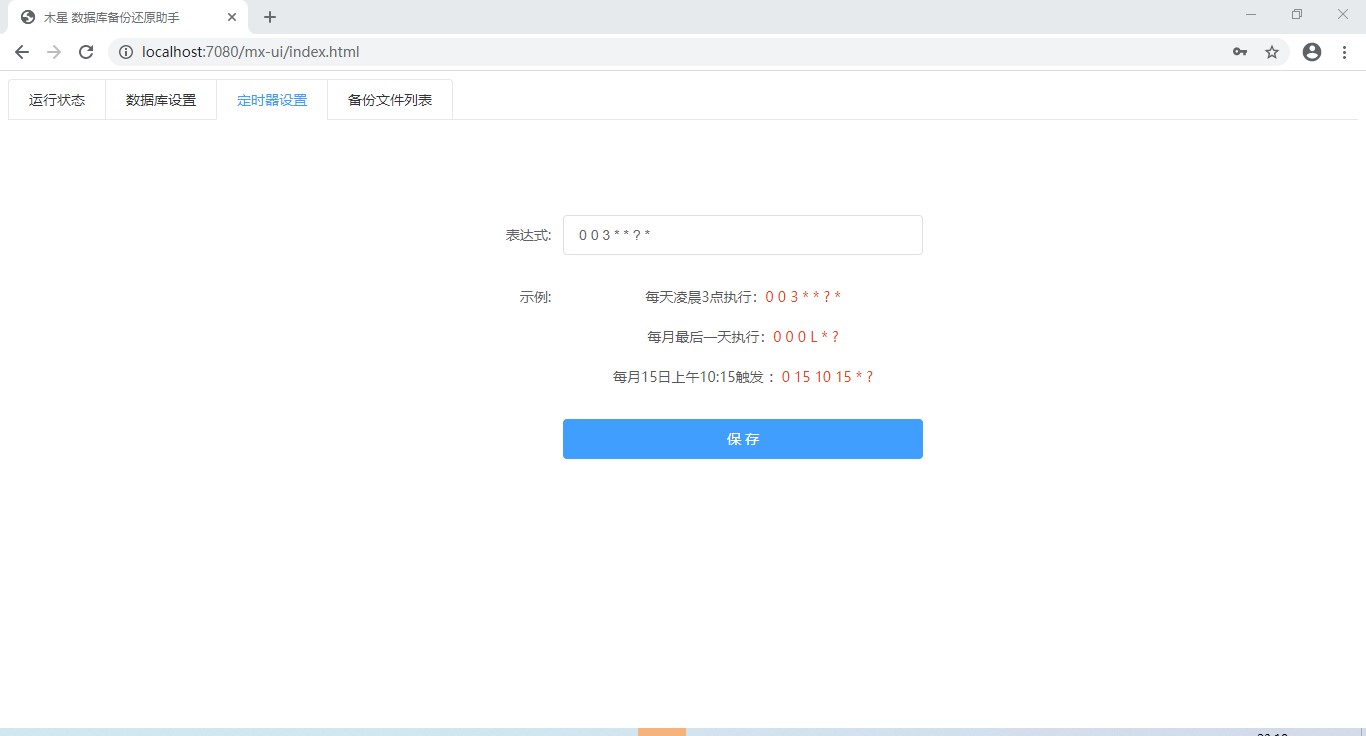 木星 数据库备份还原助手
localhost:7080/mx-ui/index.html
运行状态 数据库设置 定时器设置 备份文件列表
表达式: 0 0 3 * * ? *
示例: 每天凌晨3点执行：0 0 3 * * ? *
每月最后一天执行：0 0 0 L * ?
每月15日上午10:15触发 ：0 15 10 15 * ?
保 存